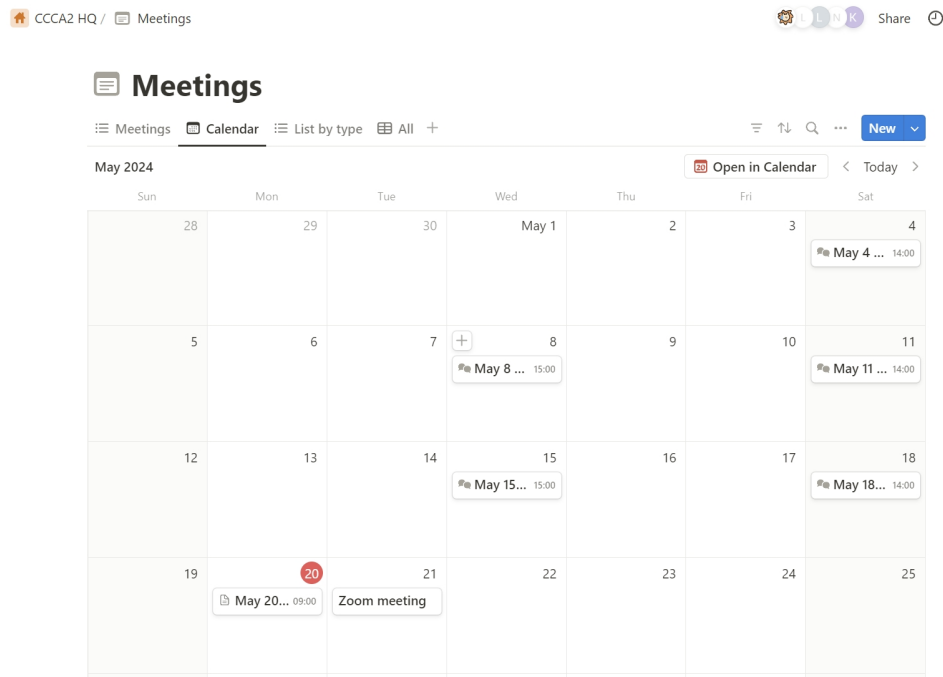 CCCA2 HQ / Meetings L L N K Share
Meetings
Meetings Calendar List by type All New
May 2024 20 Open in Calendar Today
Sun Mon Tue Wed Thu Fri Sat
28 29 30 May 1 2 3 4
May 4 ... 14:00
5 6 7 8 9 10 11
May 8 ... 15:00 May 11 ... 14:00
12 13 14 15 16 17 18
May 15... 15:00 May 18... 14:00
19 20 21 22 23 24 25
May 20... 09:00 Zoom meeting